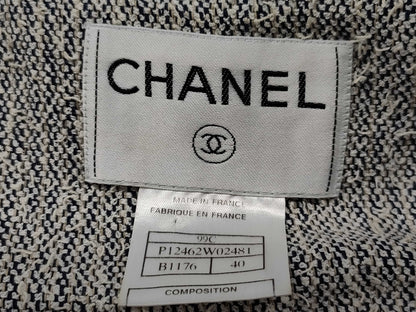 CHANEL
MADE IN FRANCE
FABRIQUE EN FRANCE
99C
P12462W02481
B1176 40
COMPOSITION